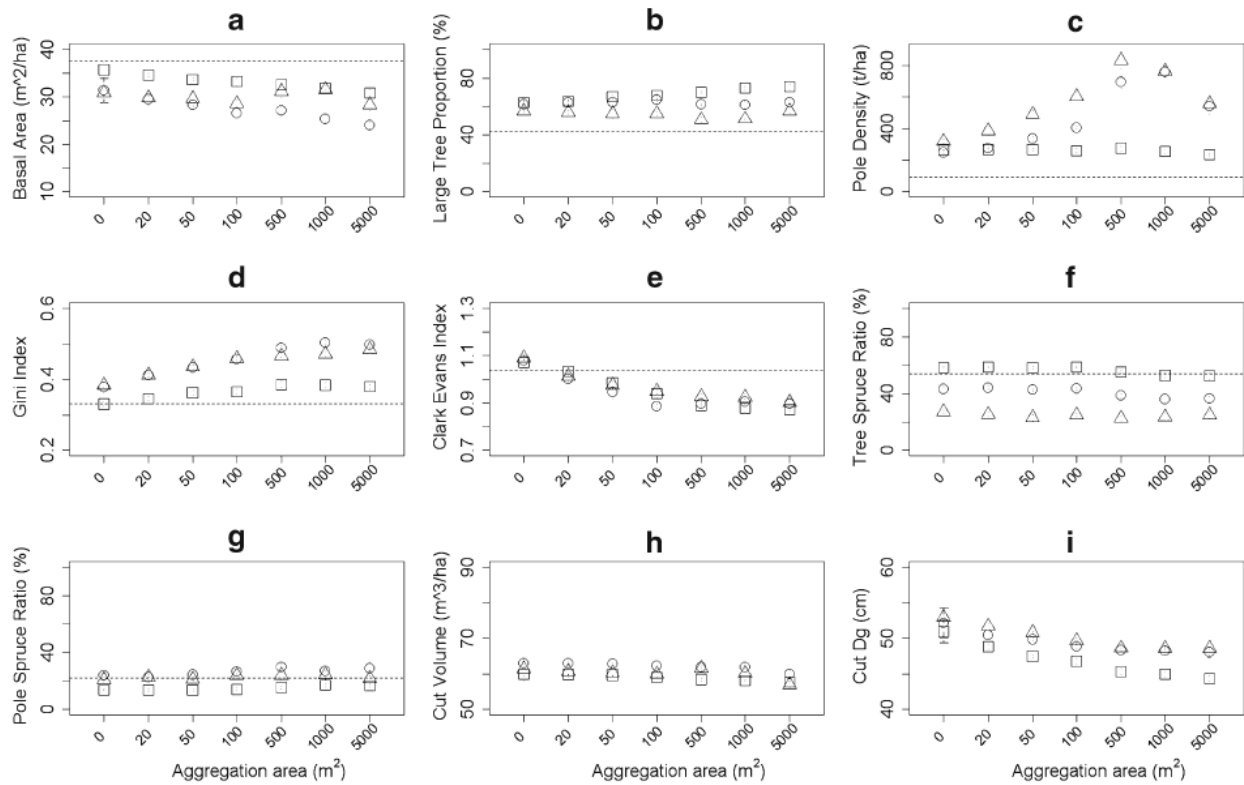 a
Basal Area (m^2/ha)
10 20 30 40
0 20 50 100 500 1000 5000
b
Large Tree Proportion (%)
0 40 80
0 20 50 100 500 1000 5000
c
Pole Density (t/ha)
0 400 800
0 20 50 100 500 1000 5000
d
Gini Index
0.2 0.4 0.6
0 20 50 100 500 1000 5000
e
Clark Evans Index
0.7 0.9 1.1 1.3
0 20 50 100 500 1000 5000
f
Tree Spruce Ratio (%)
0 40 80
0 20 50 100 500 1000 5000
g
Pole Spruce Ratio (%)
0 40 80
0 20 50 100 500 1000 5000
Aggregation area (m²)
h
Cut Volume (m^3/ha)
50 70 90
0 20 50 100 500 1000 5000
Aggregation area (m²)
i
Cut Dg (cm)
40 50 60
0 20 50 100 500 1000 5000
Aggregation area (m²)